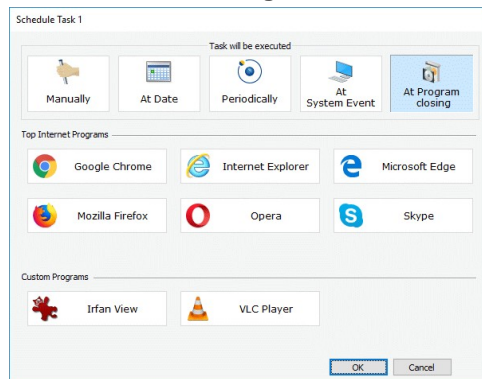 Schedule Task 1
Task will be executed
Manually
At Date
Periodically
At
System Event
At Program
closing
Top Internet Programs
Google Chrome
Internet Explorer
Microsoft Edge
Mozilla Firefox
Opera
Skype
Custom Programs
Irfan View
VLC Player
OK
Cancel